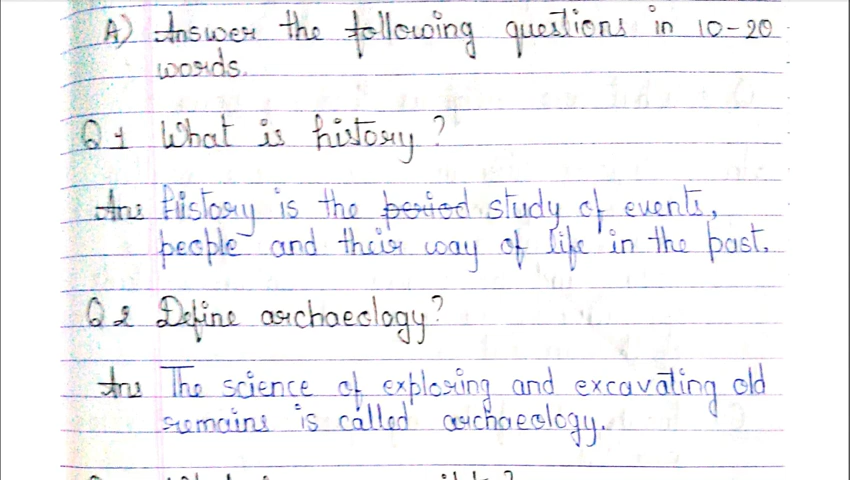 A) Answer the following questions in 10-20
words.
Q 1 What is history?
Ans History is the period study of events,
people and their way of life in the past.
Q 2 Define archaeology?
Ans The science of exploring and excavating old
remains is called archaeology.